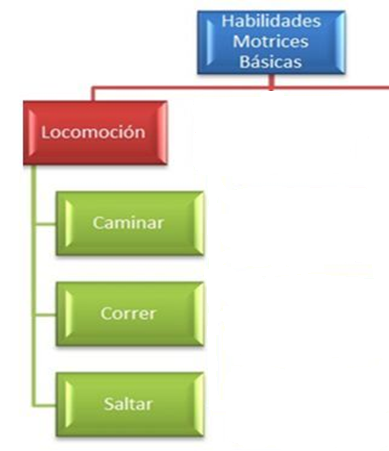 Habilidades
Motrices
Básicas
Locomoción
Caminar
Correr
Saltar